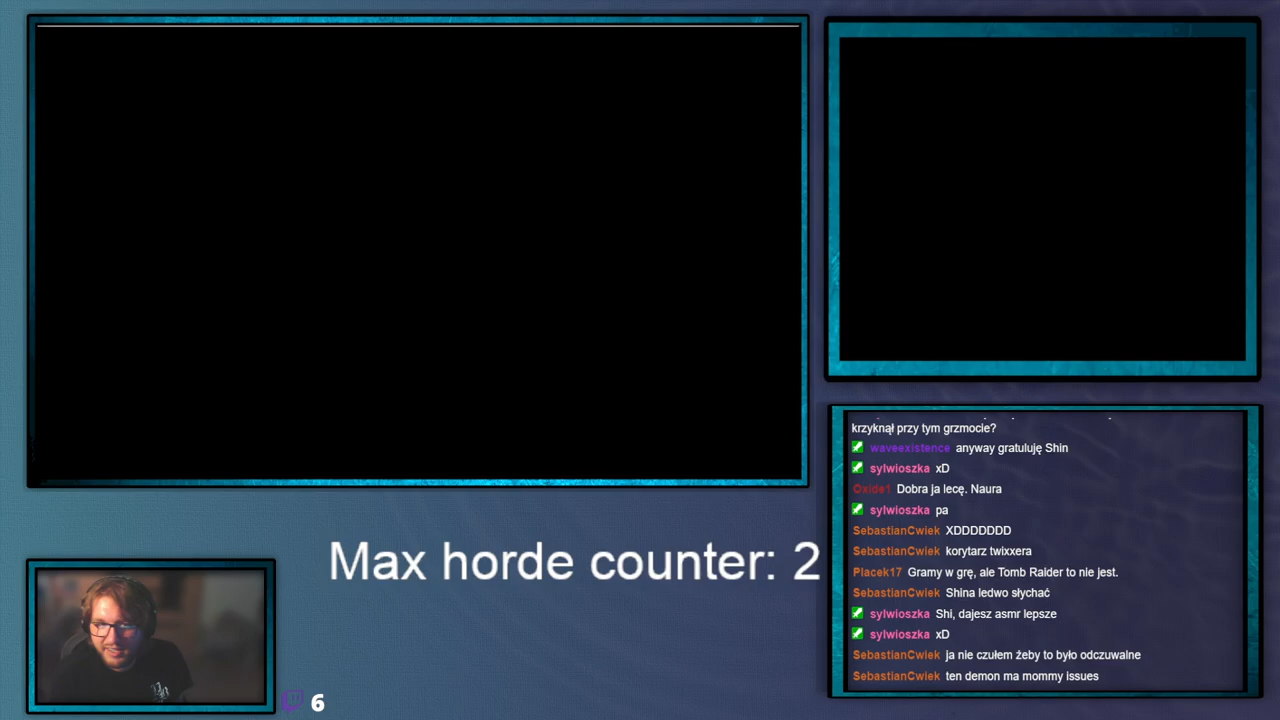 krzyknął przy tym grzmocie?
waveexistence anyway gratuluję Shin
sylwioszka xD
Oxide1 Dobra ja lecę. Naura
sylwioszka pa
SebastianCwiek XDDDDDDD
SebastianCwiek korytarz twixxera
Placek17 Gramy w grę, ale Tomb Raider to nie jest.
SebastianCwiek Shina ledwo słychać
sylwioszka Shi, dajesz asmr lepsze
sylwioszka xD
SebastianCwiek ja nie czułem żeby to było odczuwalne
SebastianCwiek ten demon ma mommy issues
Max horde counter: 2
6